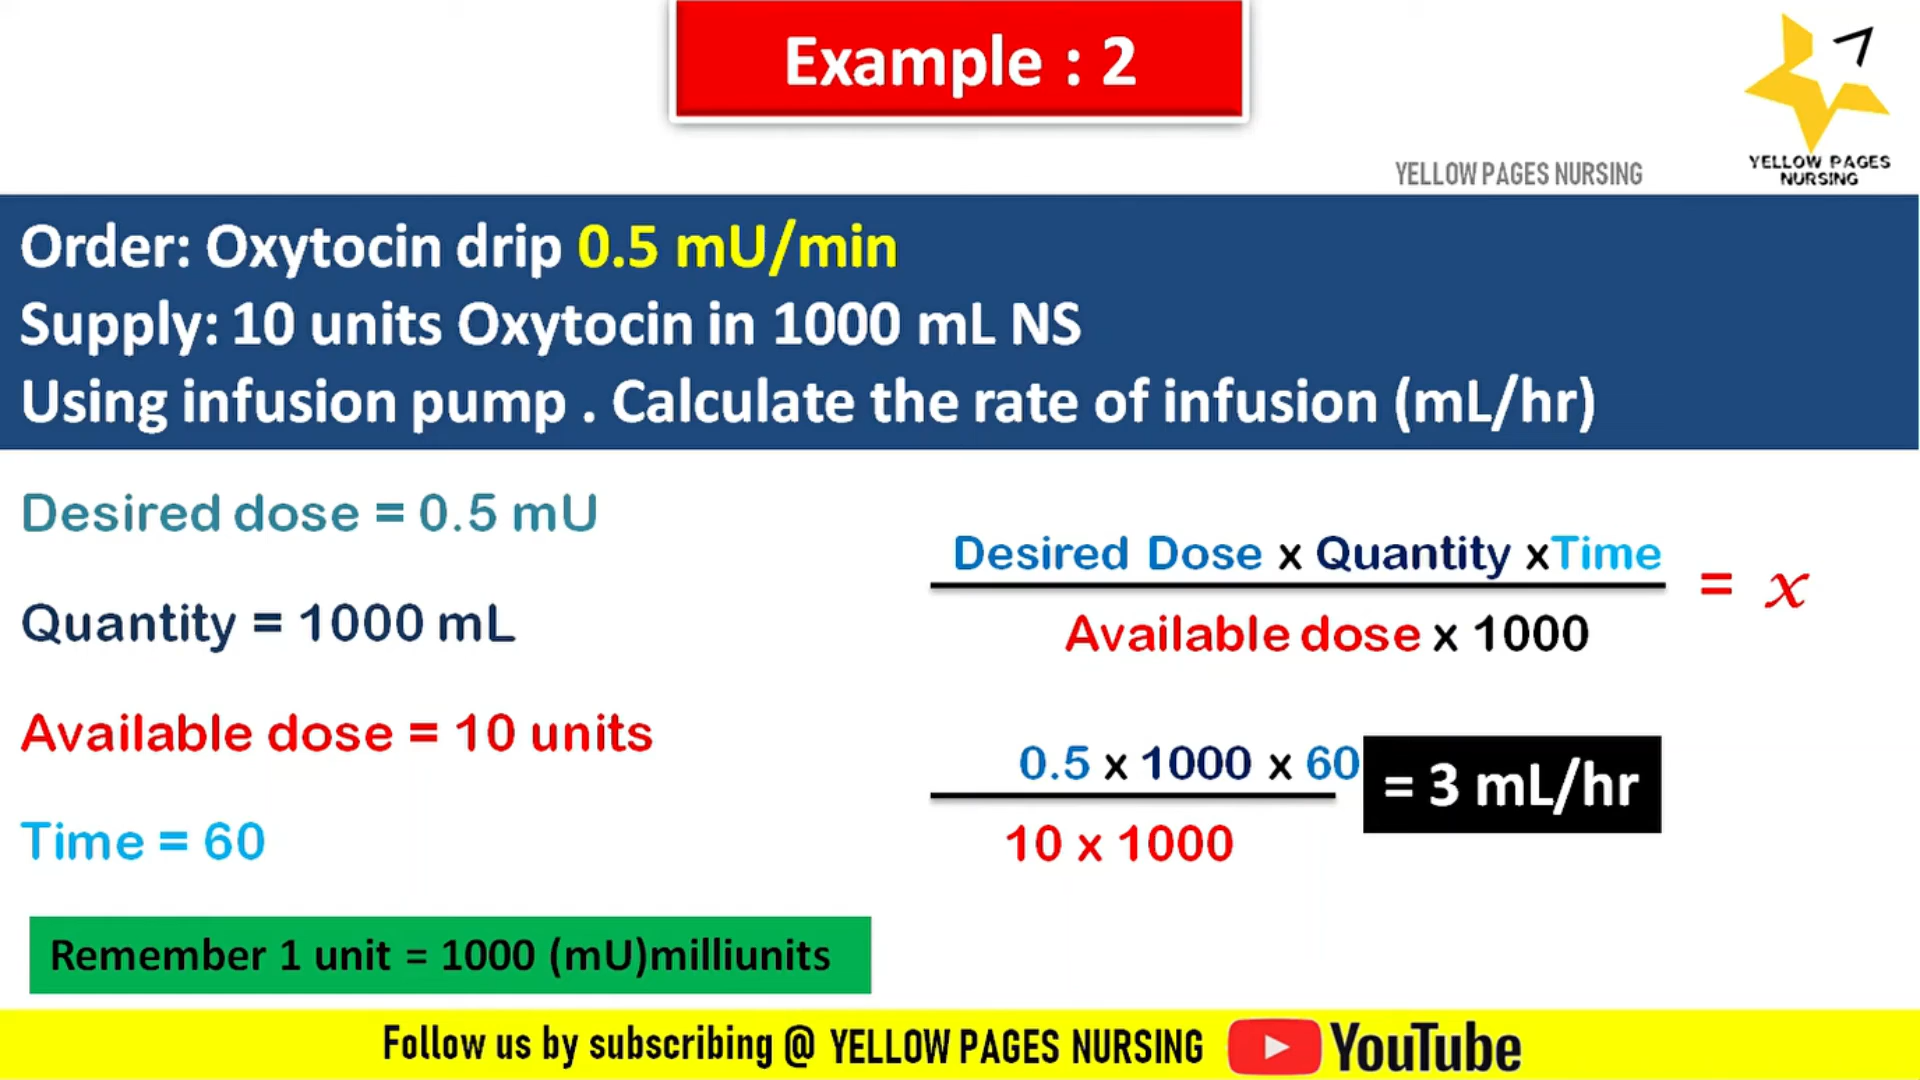 Example : 2
YELLOW PAGES NURSING
YELLOW PAGES
NURSING
Order: Oxytocin drip 0.5 mU/min
Supply: 10 units Oxytocin in 1000 mL NS
Using infusion pump . Calculate the rate of infusion (mL/hr)
Desired dose = 0.5 mU
Quantity = 1000 mL
Available dose = 10 units
Time = 60
Desired Dose x Quantity xTime
Available dose x 1000
= x
0.5 x 1000 x 60
10 x 1000
= 3 mL/hr
Remember 1 unit = 1000 (mU)milliunits
Follow us by subscribing @ YELLOW PAGES NURSING YouTube